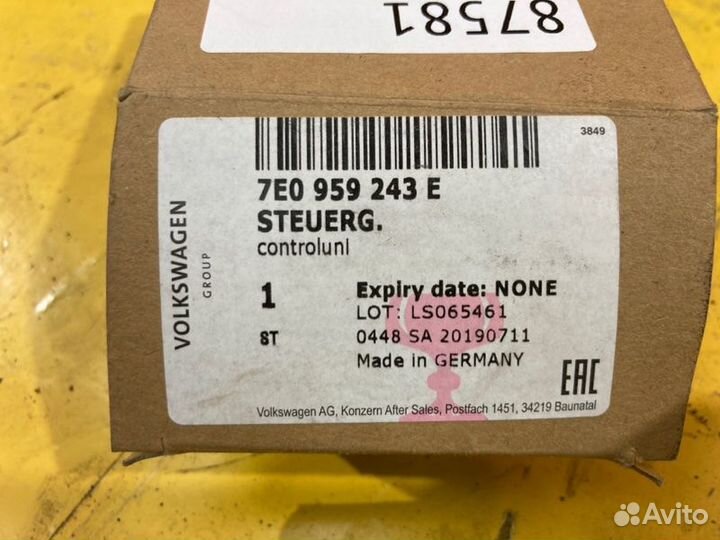 87581
3849
7E0 959 243 E
STEUERG.
controluni
VOLKSWAGEN
GROUP
1
ST
Expiry date: NONE
LOT: LS065461
0448 SA 20190711
Made in GERMANY
EAC
Volkswagen AG, Konzern After Sales, Postfach 1451, 34219 Baunatal
Avito